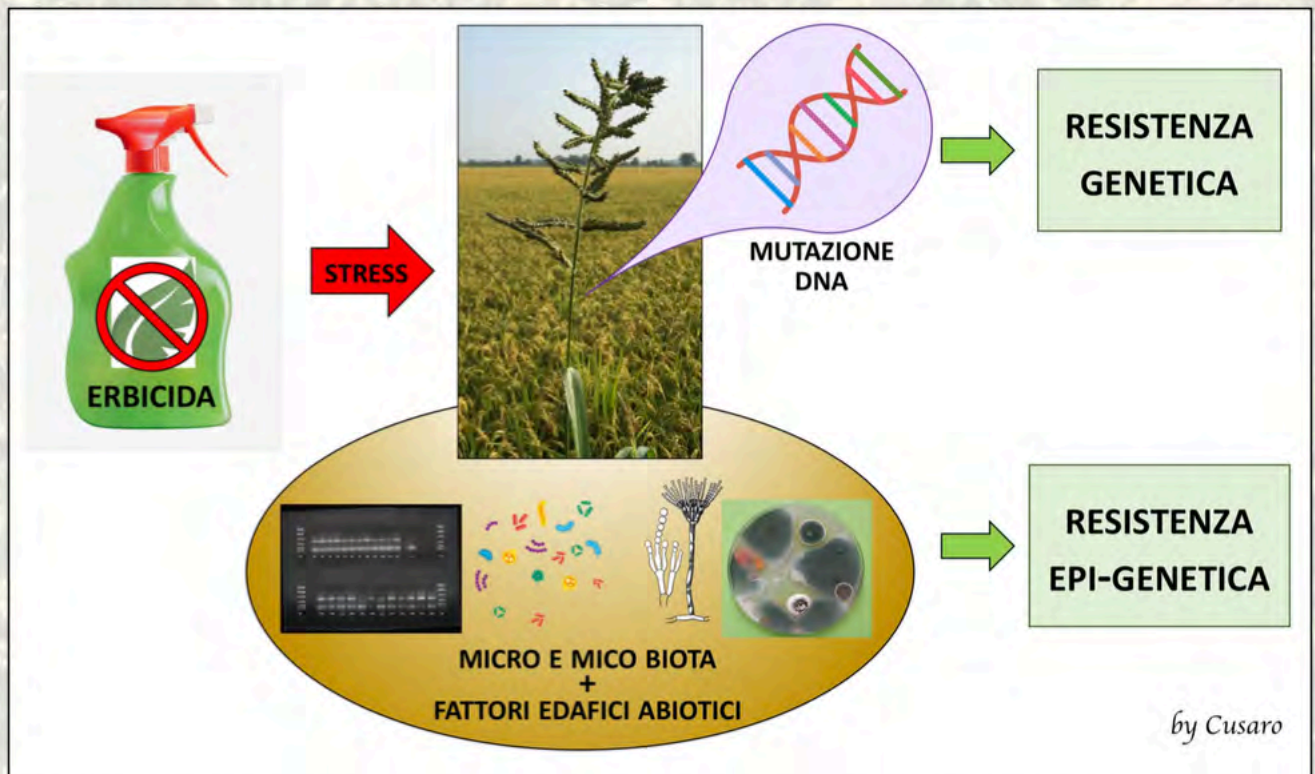 ERBICIDA
STRESS
MUTAZIONE
DNA
RESISTENZA
GENETICA
MICRO E MICO BIOTA
+
FATTORI EDAFICI ABIOTICI
RESISTENZA
EPI-GENETICA
by Cusaro